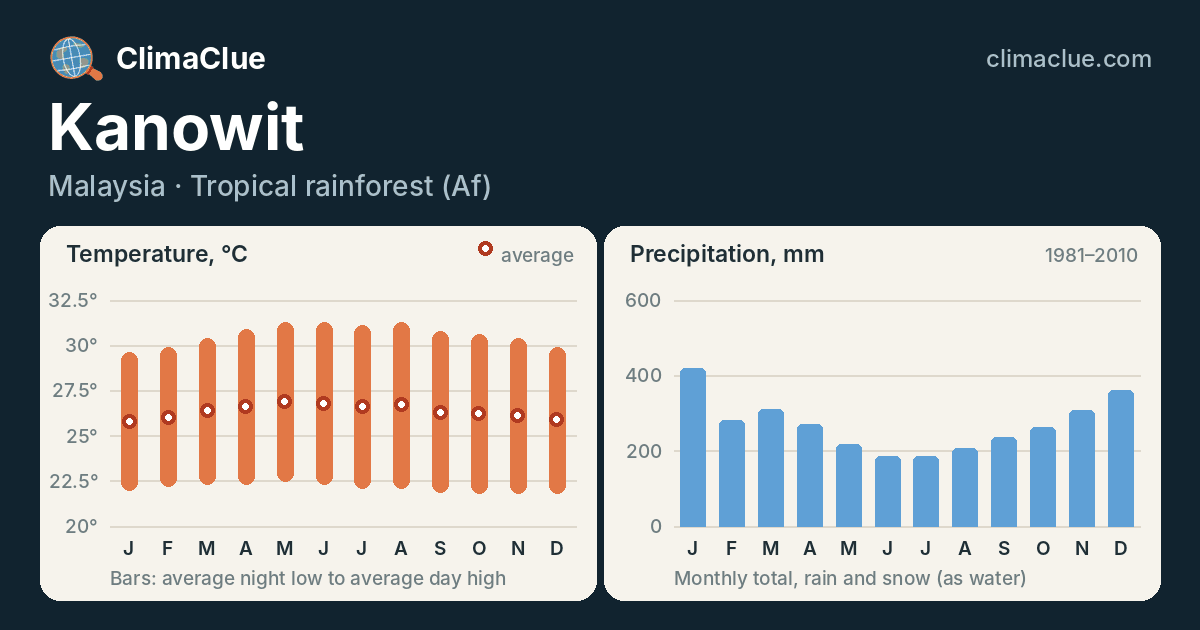 ClimaClue
climaclue.com
Kanowit
Malaysia · Tropical rainforest (Af)
Temperature, °C
average
32.5°
30°
27.5°
25°
22.5°
20°
J F M A M J J A S O N D
Bars: average night low to average day high
Precipitation, mm
1981–2010
600
400
200
0
J F M A M J J A S O N D
Monthly total, rain and snow (as water)